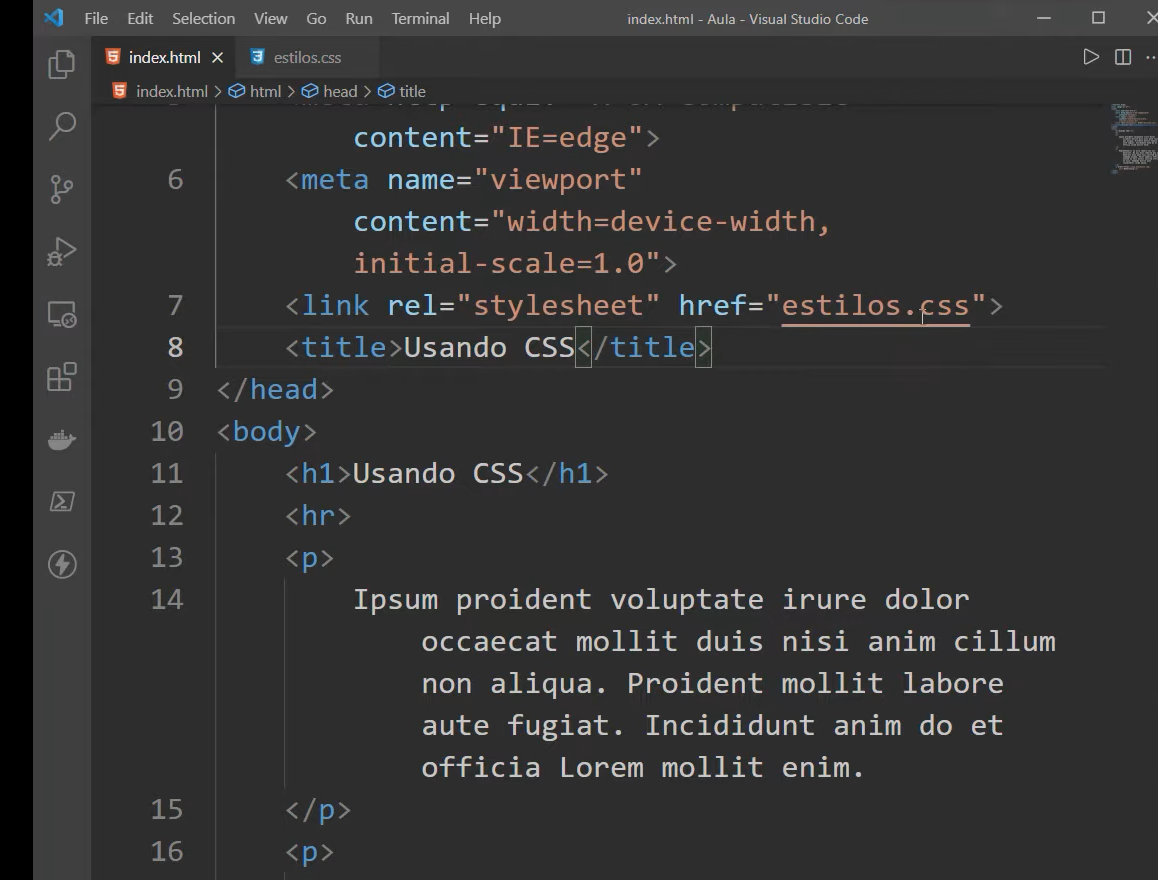 File Edit Selection View Go Run Terminal Help index.html - Aula - Visual Studio Code
index.html estilos.css
index.html > html > head > title
content="IE=edge">
6 <meta name="viewport"
content="width=device-width,
initial-scale=1.0">
7 <link rel="stylesheet" href="estilos.css">
8 <title>Usando CSS</title>
9 </head>
10 <body>
11 <h1>Usando CSS</h1>
12 <hr>
13 <p>
14 Ipsum proident voluptate irure dolor
occaecat mollit duis nisi anim cillum
non aliqua. Proident mollit labore
aute fugiat. Incididunt anim do et
officia Lorem mollit enim.
15 </p>
16 <p>